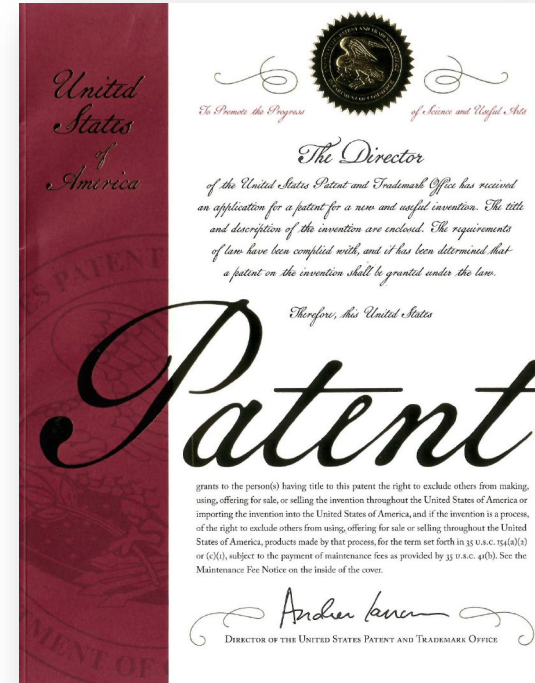 United
States
of
America
To Promote the Progress
of Science and Useful Arts
The Director
of the United States Patent and Trademark Office has received
an application for a patent for a new and useful invention. The title
and description of the invention are enclosed. The requirements
of law have been complied with, and it has been determined that
a patent on the invention shall be granted under the law.
Therefore, this United States
Patent
grants to the person(s) having title to this patent the right to exclude others from making,
using, offering for sale, or selling the invention throughout the United States of America or
importing the invention into the United States of America, and if the invention is a process,
of the right to exclude others from using, offering for sale or selling throughout the United
States of America, products made by that process, for the term set forth in 35 U.S.C. 154(a)(2)
or (c)(1), subject to the payment of maintenance fees as provided by 35 U.S.C. 41(b). See the
Maintenance Fee Notice on the inside of the cover.
DIRECTOR OF THE UNITED STATES PATENT AND TRADEMARK OFFICE